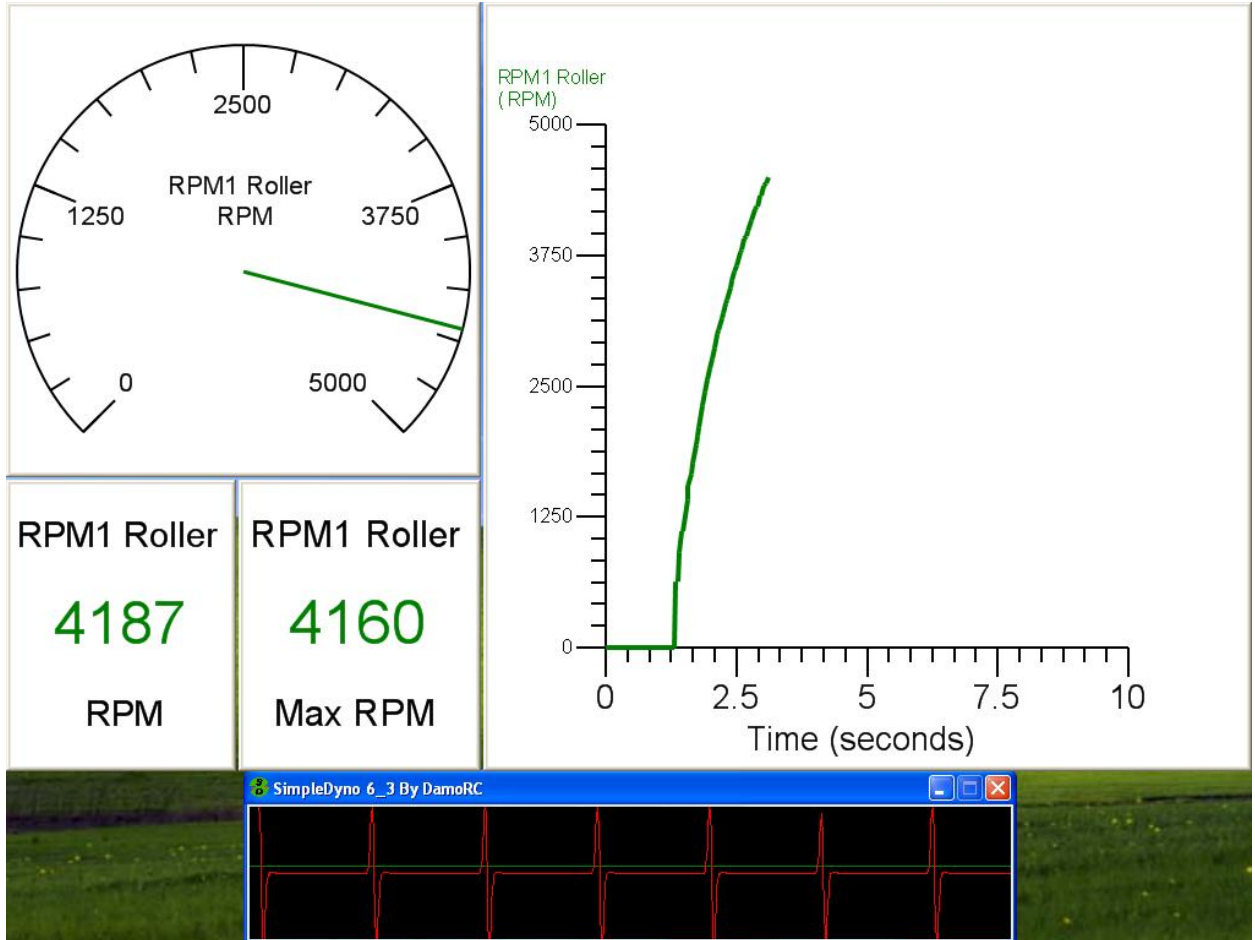 2500
RPM1 Roller
RPM
1250
3750
0
5000
RPM1 Roller
4187
RPM
RPM1 Roller
4160
Max RPM
RPM1 Roller
(RPM)
5000
3750
2500
1250
0
0 2.5 5 7.5 10
Time (seconds)
SimpleDyno 6_3 By DamoRC